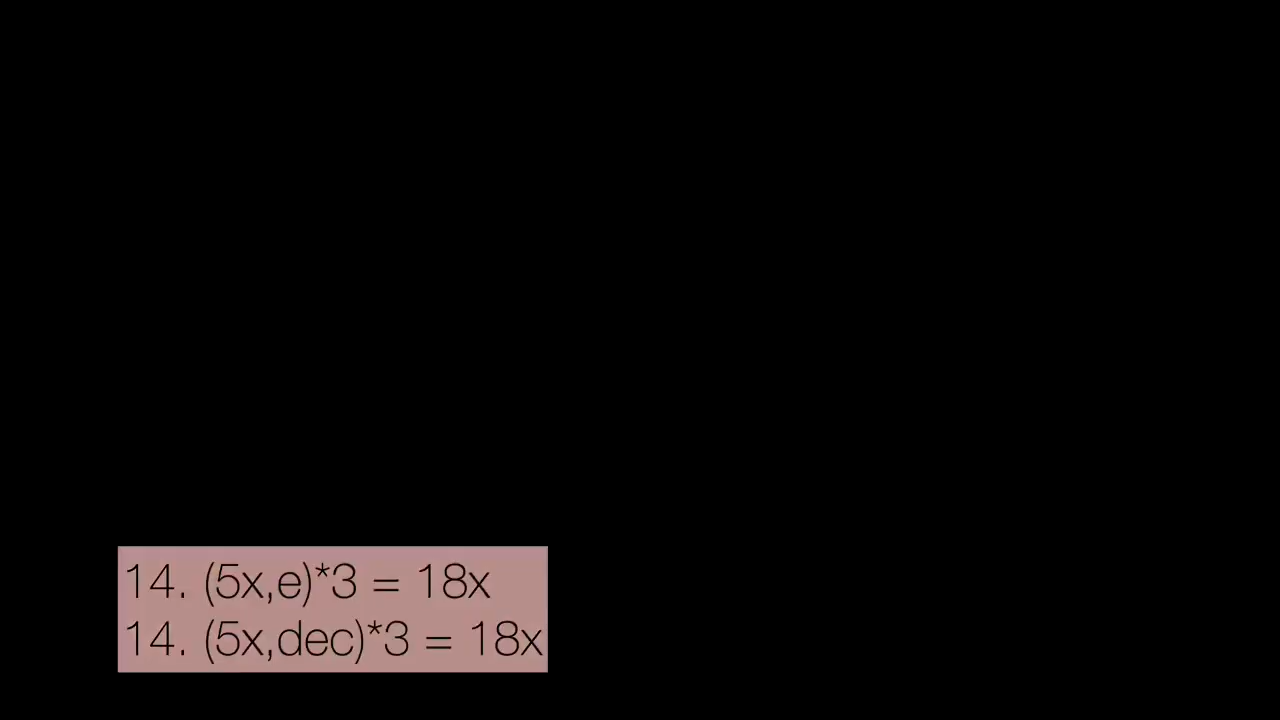 14. (5x,e)*3 = 18x
14. (5x,dec)*3 = 18x